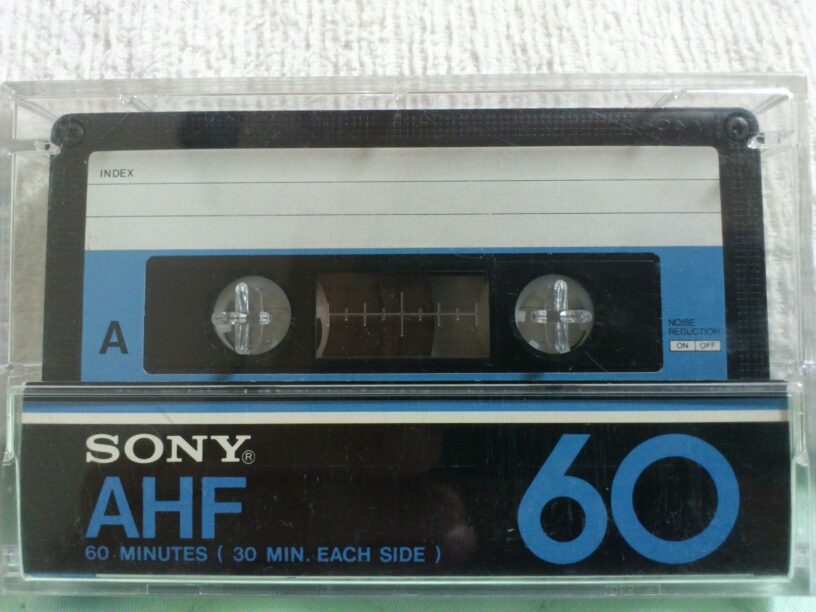 INDEX
A
NOISE
REDUCTION
ON OFF
SONY®
AHF
60
60 MINUTES ( 30 MIN. EACH SIDE )